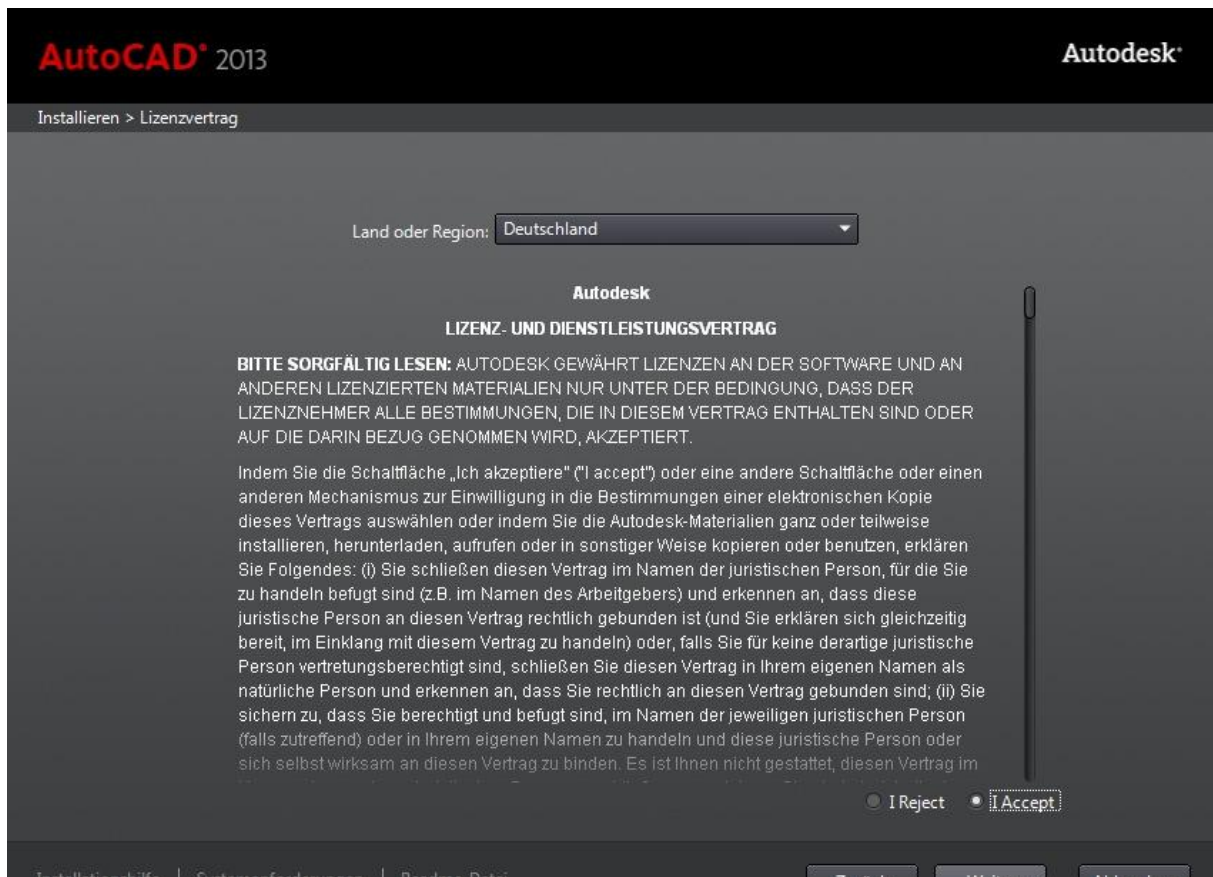 AutoCAD® 2013
Autodesk®
Installieren > Lizenzvertrag
Land oder Region: Deutschland
Autodesk
LIZENZ- UND DIENSTLEISTUNGSVERTRAG
BITTE SORGFÄLTIG LESEN: AUTODESK GEWÄHRT LIZENZEN AN DER SOFTWARE UND AN
ANDEREN LIZENZIERTEN MATERIALIEN NUR UNTER DER BEDINGUNG, DASS DER
LIZENZNEHMER ALLE BESTIMMUNGEN, DIE IN DIESEM VERTRAG ENTHALTEN SIND ODER
AUF DIE DARIN BEZUG GENOMMEN WIRD, AKZEPTIERT.
Indem Sie die Schaltfläche „Ich akzeptiere" ("I accept") oder eine andere Schaltfläche oder einen
anderen Mechanismus zur Einwilligung in die Bestimmungen einer elektronischen Kopie
dieses Vertrags auswählen oder indem Sie die Autodesk-Materialien ganz oder teilweise
installieren, herunterladen, aufrufen oder in sonstiger Weise kopieren oder benutzen, erklären
Sie Folgendes: (i) Sie schließen diesen Vertrag im Namen der juristischen Person, für die Sie
zu handeln befugt sind (z.B. im Namen des Arbeitgebers) und erkennen an, dass diese
juristische Person an diesen Vertrag rechtlich gebunden ist (und Sie erklären sich gleichzeitig
bereit, im Einklang mit diesem Vertrag zu handeln) oder, falls Sie für keine derartige juristische
Person vertretungsberechtigt sind, schließen Sie diesen Vertrag in Ihrem eigenen Namen als
natürliche Person und erkennen an, dass Sie rechtlich an diesen Vertrag gebunden sind; (ii) Sie
sichern zu, dass Sie berechtigt und befugt sind, im Namen der jeweiligen juristischen Person
(falls zutreffend) oder in Ihrem eigenen Namen zu handeln und diese juristische Person oder
sich selbst wirksam an diesen Vertrag zu binden. Es ist Ihnen nicht gestattet, diesen Vertrag im
I Reject I Accept